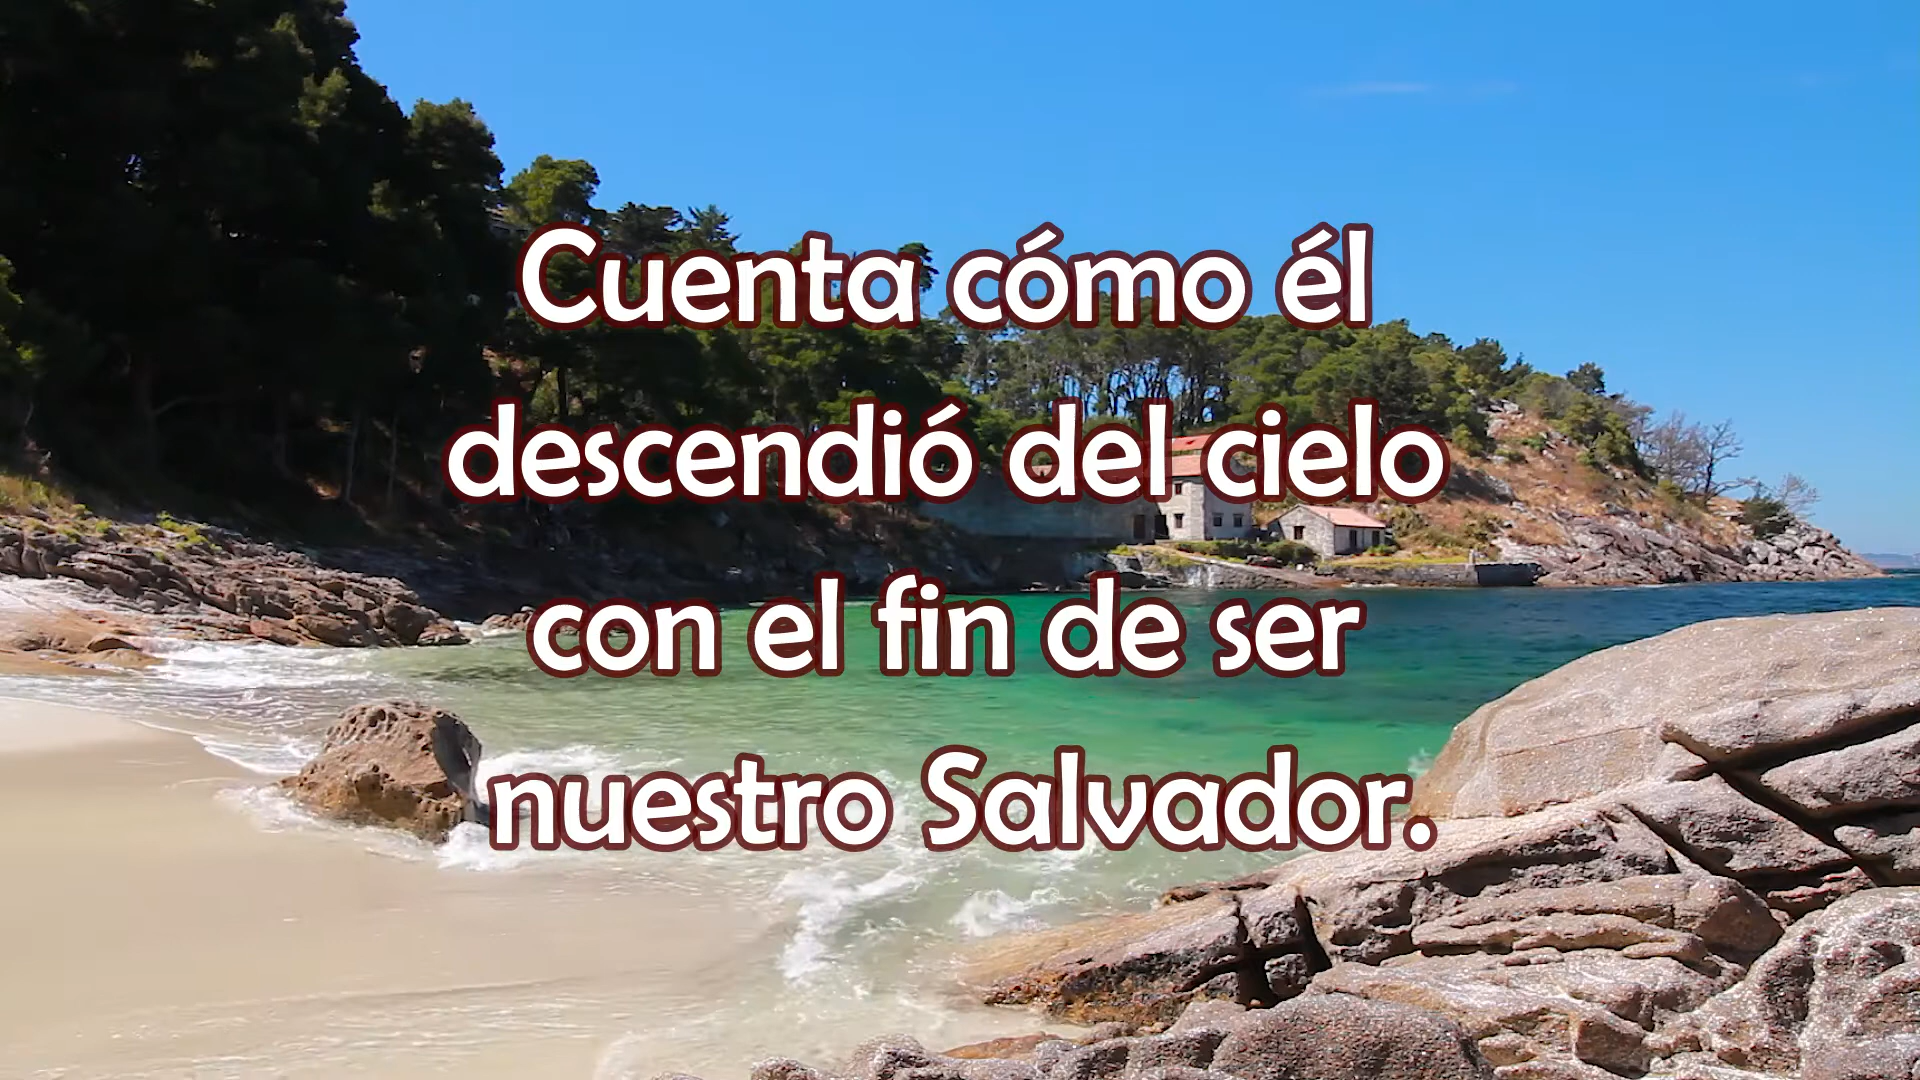 Cuenta cómo él
descendió del cielo
con el fin de ser
nuestro Salvador.